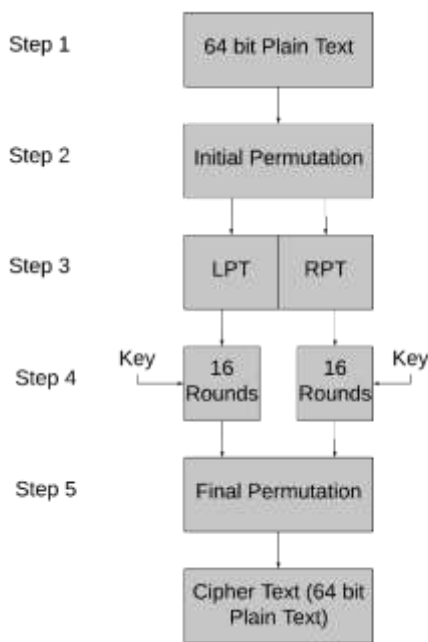 Step 1
64 bit Plain Text
Step 2
Initial Permutation
Step 3
LPT
RPT
Key
Key
Step 4
16
Rounds
16
Rounds
Step 5
Final Permutation
Cipher Text (64 bit
Plain Text)